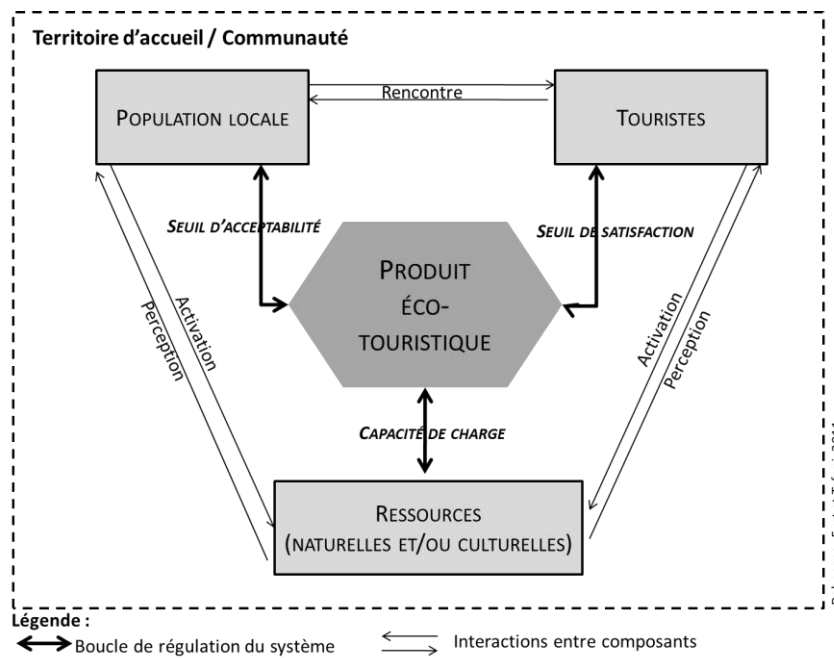 Territoire d'accueil / Communauté
POPULATION LOCALE
Rencontre
TOURISTES
SEUIL D'ACCEPTABILITÉ
SEUIL DE SATISFACTION
PRODUIT
ÉCO-
TOURISTIQUE
Activation
Perception
Activation
Perception
CAPACITÉ DE CHARGE
RESSOURCES
(NATURELLES ET/OU CULTURELLES)
Légende :
Boucle de régulation du système
Interactions entre composants